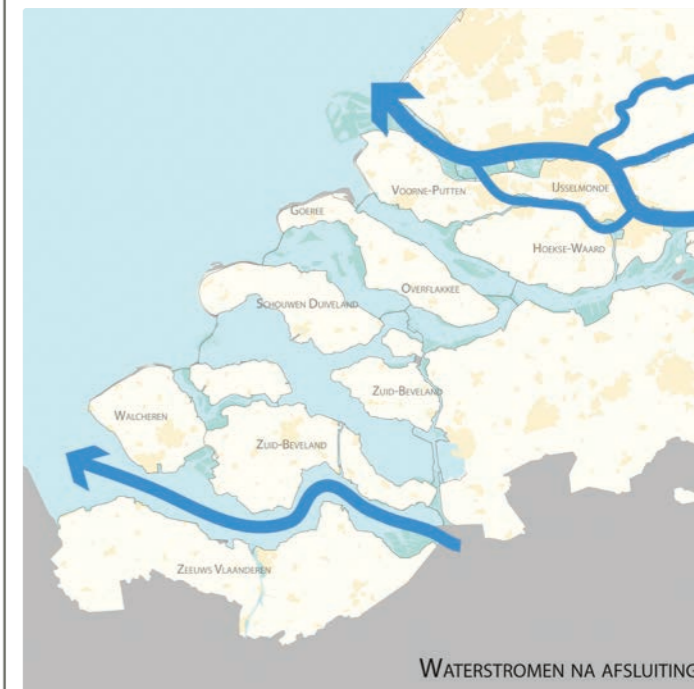 Voorne-Putten
IJsselmonde
Goeree
Hoekse-Waard
Overflakkee
Schouwen Duiveland
Zuid-Beveland
Walcheren
Zuid-Beveland
Zeeuws Vlaanderen
Waterstromen na afsluiting